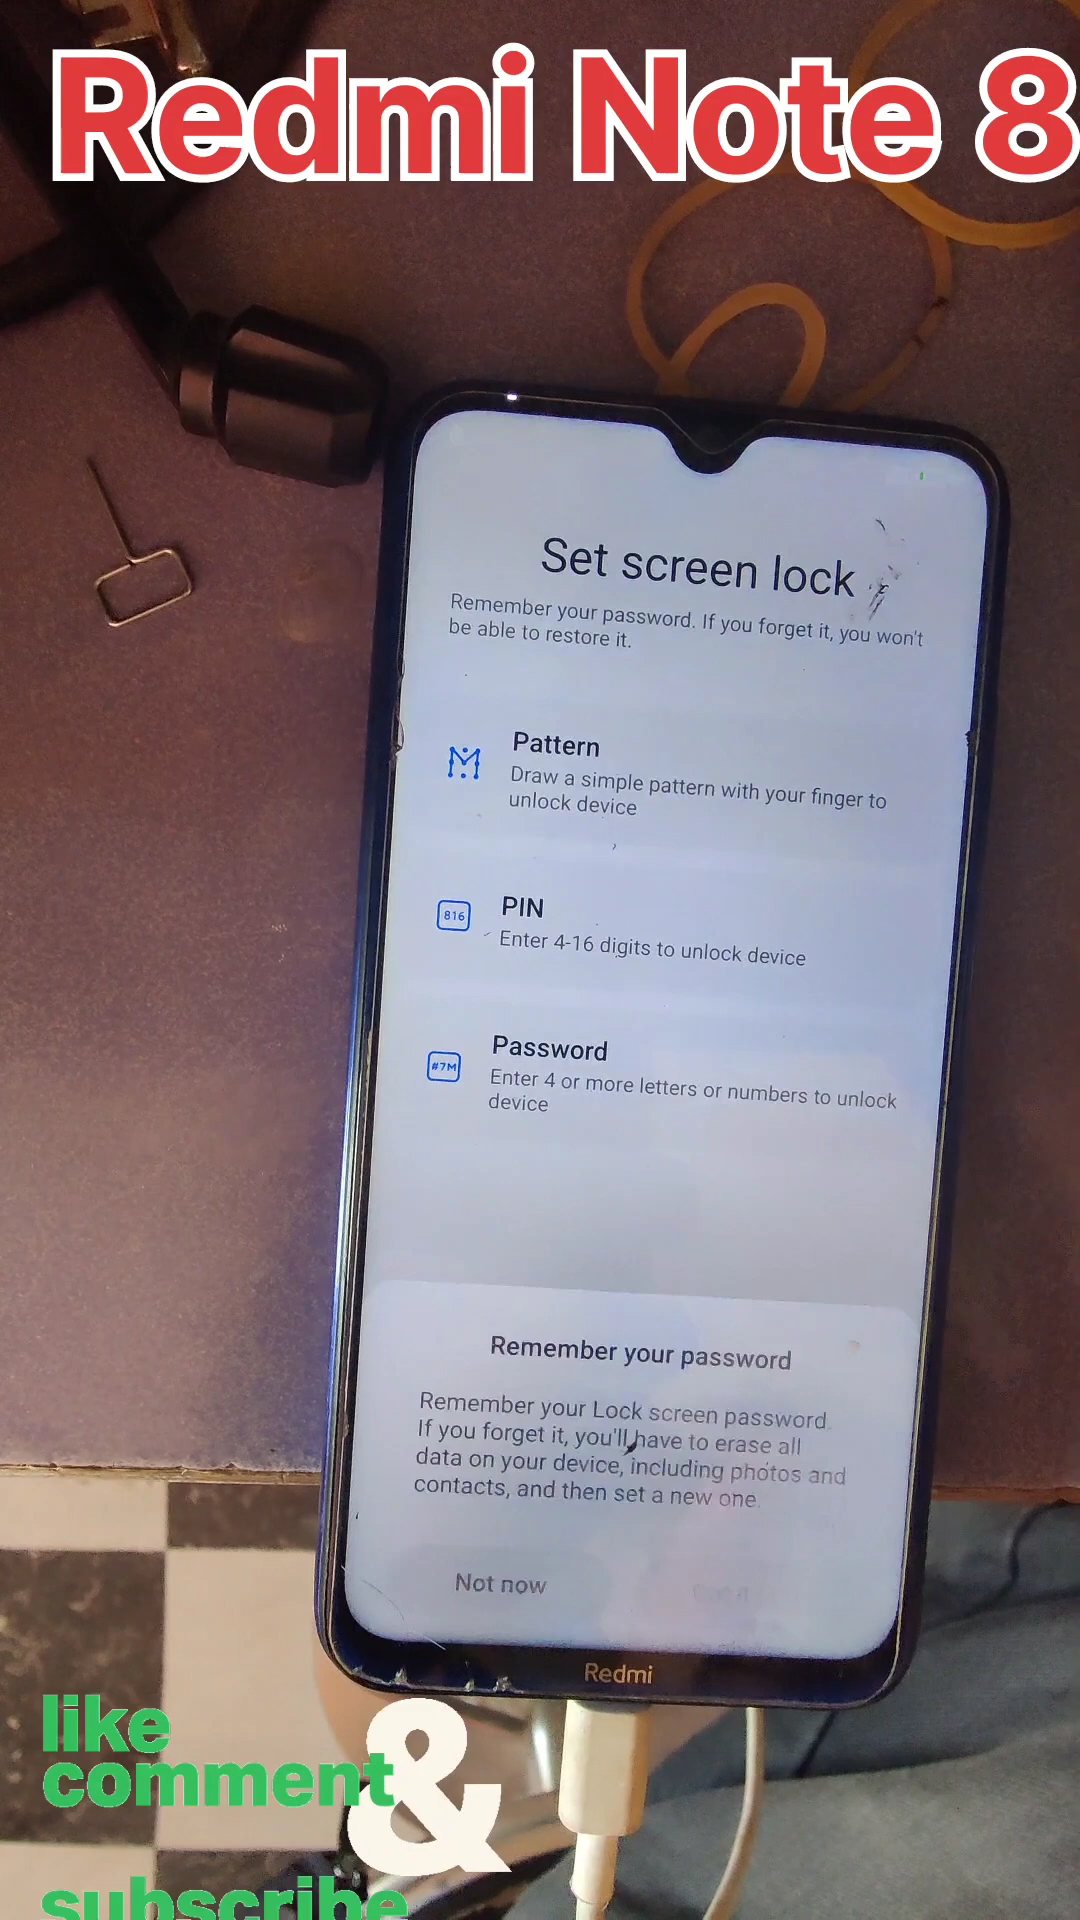 Redmi Note 8
Set screen lock
Remember your password. If you forget it, you won't
be able to restore it.
Pattern
Draw a simple pattern with your finger to
unlock device
816
PIN
Enter 4-16 digits to unlock device
#7M
Password
Enter 4 or more letters or numbers to unlock
device
Remember your password
Remember your Lock screen password.
If you forget it, you'll have to erase all
data on your device, including photos and
contacts, and then set a new one.
Not now
Redmi
like
comment
&
subscribe